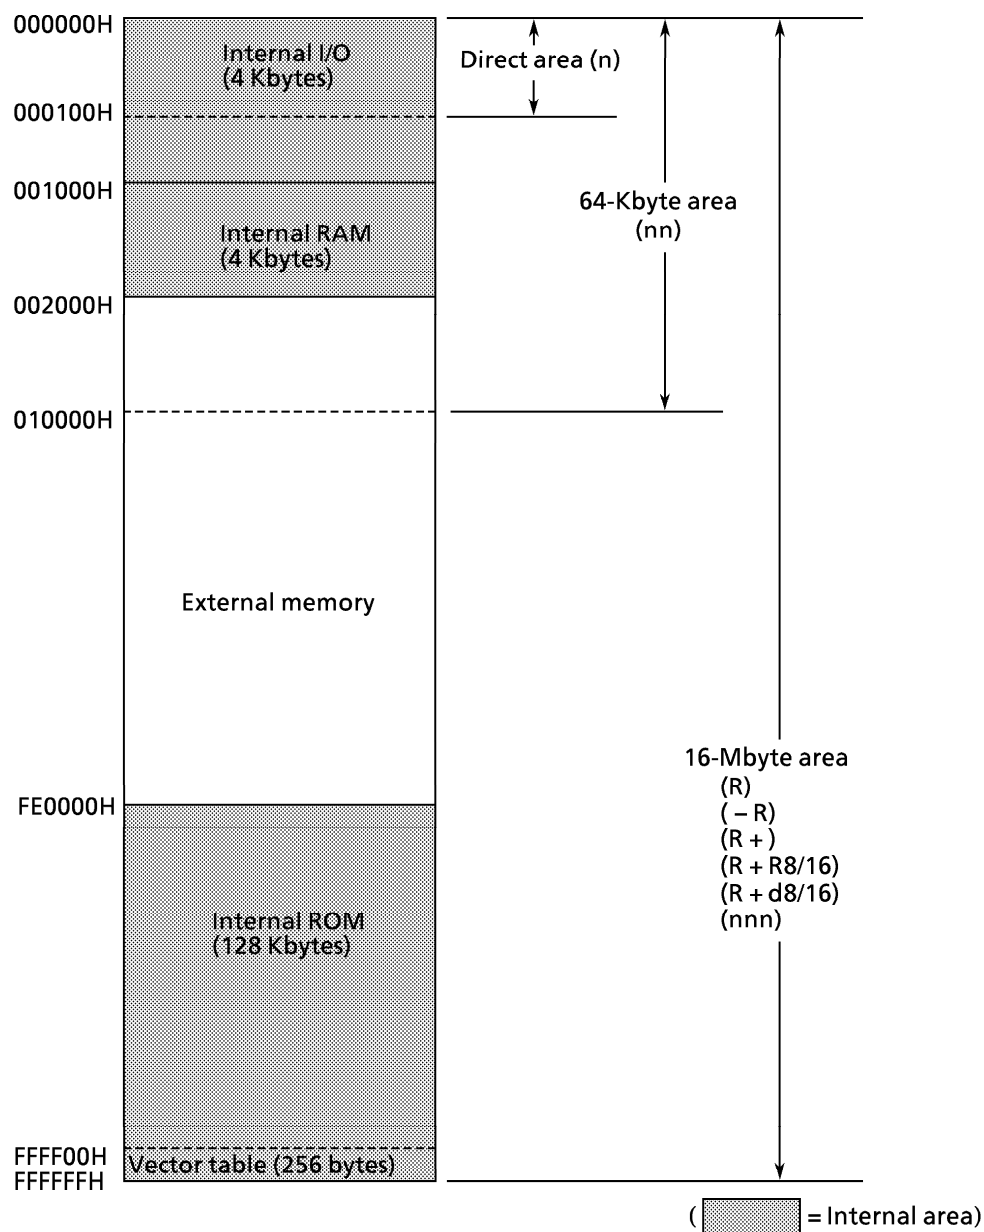 000000H
Internal I/O
(4 Kbytes)
Direct area (n)
000100H
001000H
64-Kbyte area
(nn)
Internal RAM
(4 Kbytes)
002000H
010000H
External memory
16-Mbyte area
(R)
( – R)
(R + )
(R + R8/16)
(R + d8/16)
(nnn)
FE0000H
Internal ROM
(128 Kbytes)
FFFF00H
Vector table (256 bytes)
FFFFFFH
( = Internal area)